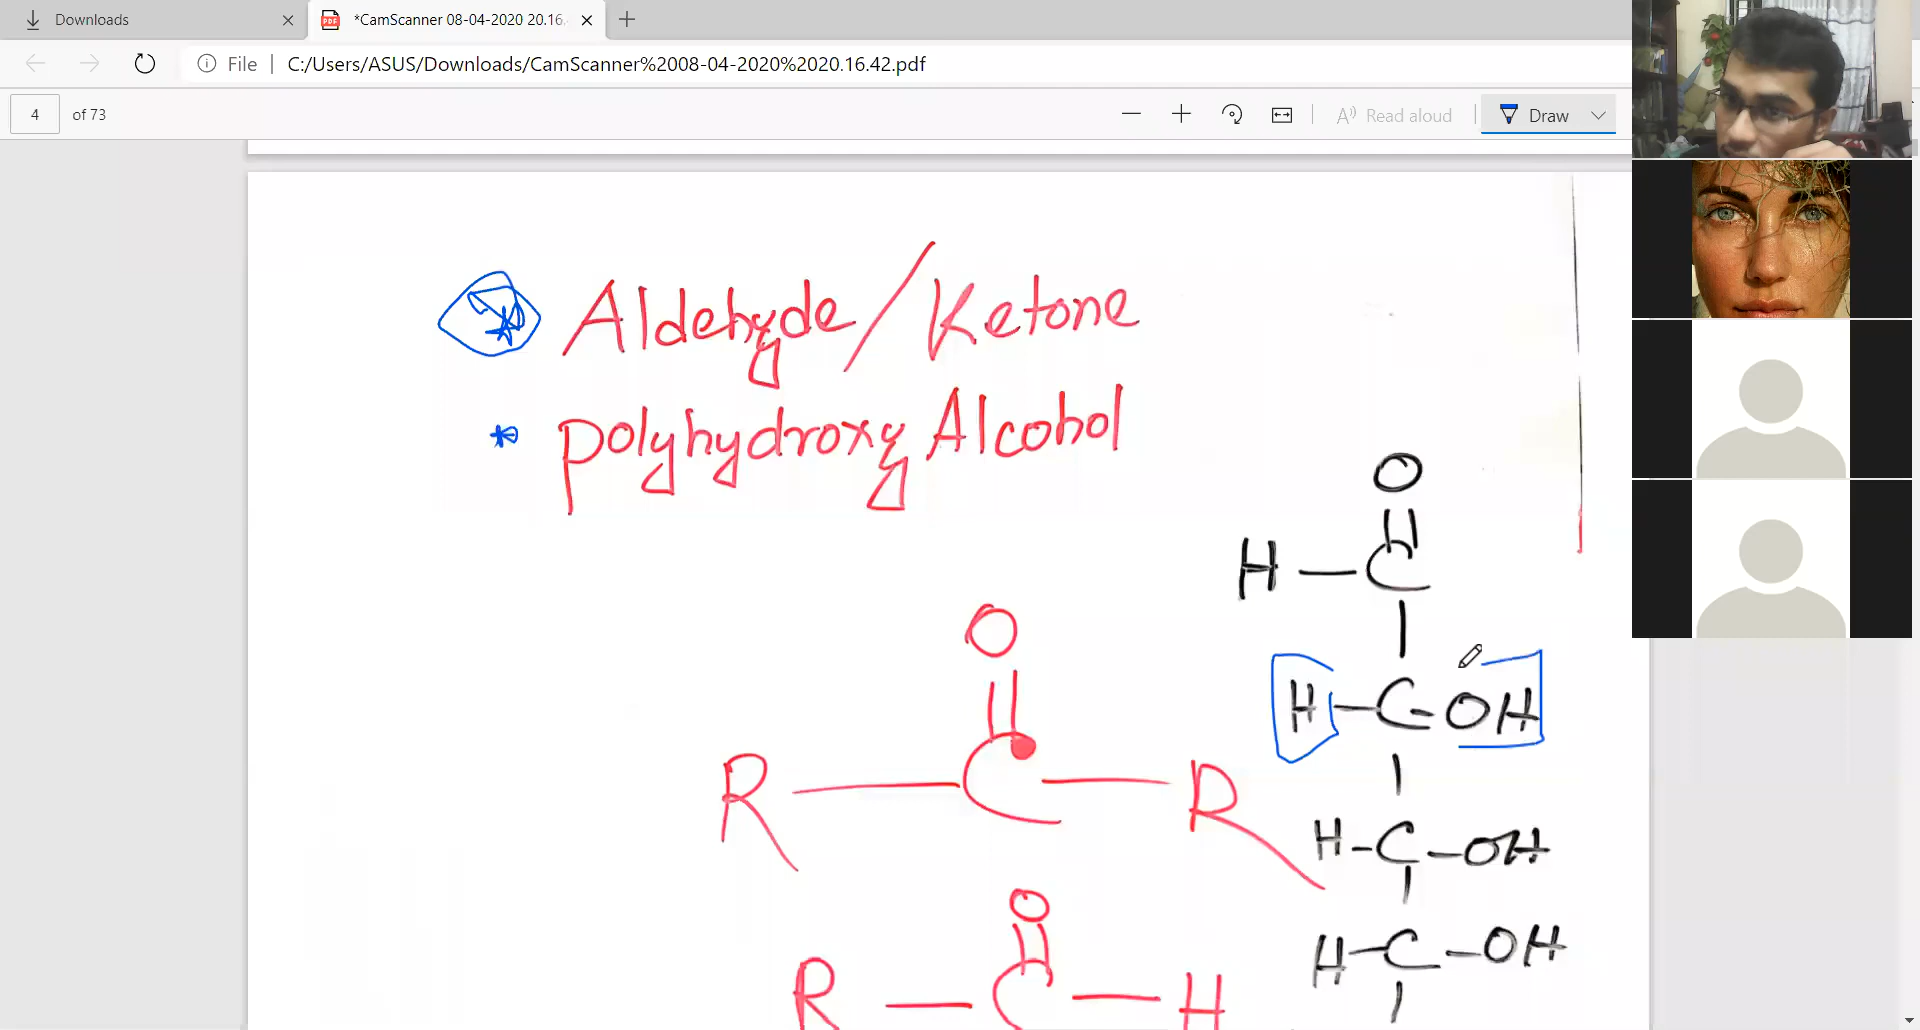 Downloads
*CamScanner 08-04-2020 20.16.
File | C:/Users/ASUS/Downloads/CamScanner%2008-04-2020%2020.16.42.pdf
4 of 73
Read aloud
Draw
Aldehyde/Ketone
* polyhydroxy Alcohol
O
H — C
O
H — C - OH
R — C — R
H - C - OH
O
H - C - OH
R — C — H